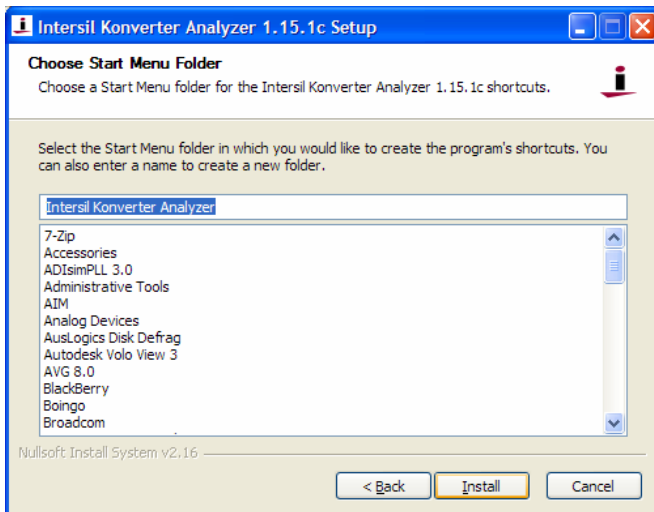 Intersil Konverter Analyzer 1.15.1c Setup
Choose Start Menu Folder
Choose a Start Menu folder for the Intersil Konverter Analyzer 1.15.1c shortcuts.
Select the Start Menu folder in which you would like to create the program's shortcuts. You
can also enter a name to create a new folder.
Intersil Konverter Analyzer
7-Zip
Accessories
ADIsimPLL 3.0
Administrative Tools
AIM
Analog Devices
AusLogics Disk Defrag
Autodesk Volo View 3
AVG 8.0
BlackBerry
Boingo
Broadcom
Nullsoft Install System v2.16
< Back Install Cancel